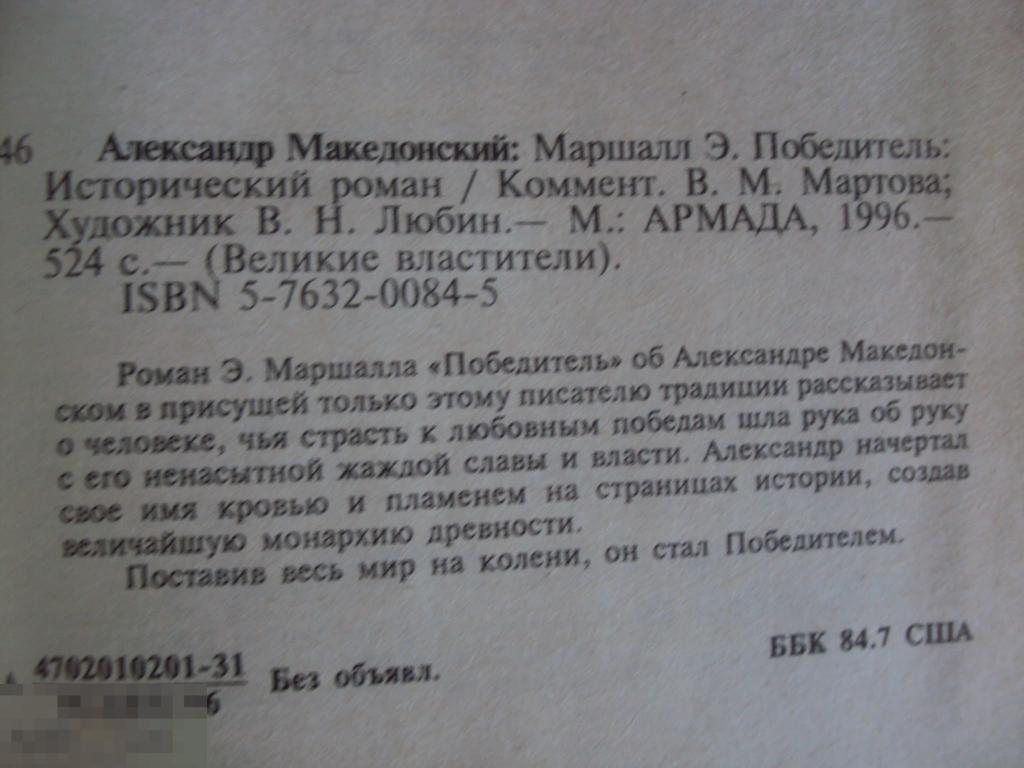 46 Александр Македонский: Маршалл Э. Победитель:
Исторический роман / Коммент. В. М. Мартова;
Художник В. Н. Любин.— М.: АРМАДА, 1996.—
524 с.— (Великие властители).
ISBN 5-7632-0084-5
Роман Э. Маршалла «Победитель» об Александре Македон-
ском в присущей только этому писателю традиции рассказывает
о человеке, чья страсть к любовным победам шла рука об руку
с его ненасытной жаждой славы и власти. Александр начертал
свое имя кровью и пламенем на страницах истории, создав
величайшую монархию древности.
Поставив весь мир на колени, он стал Победителем.
4702010201-31 Без объявл.
6
ББК 84.7 США